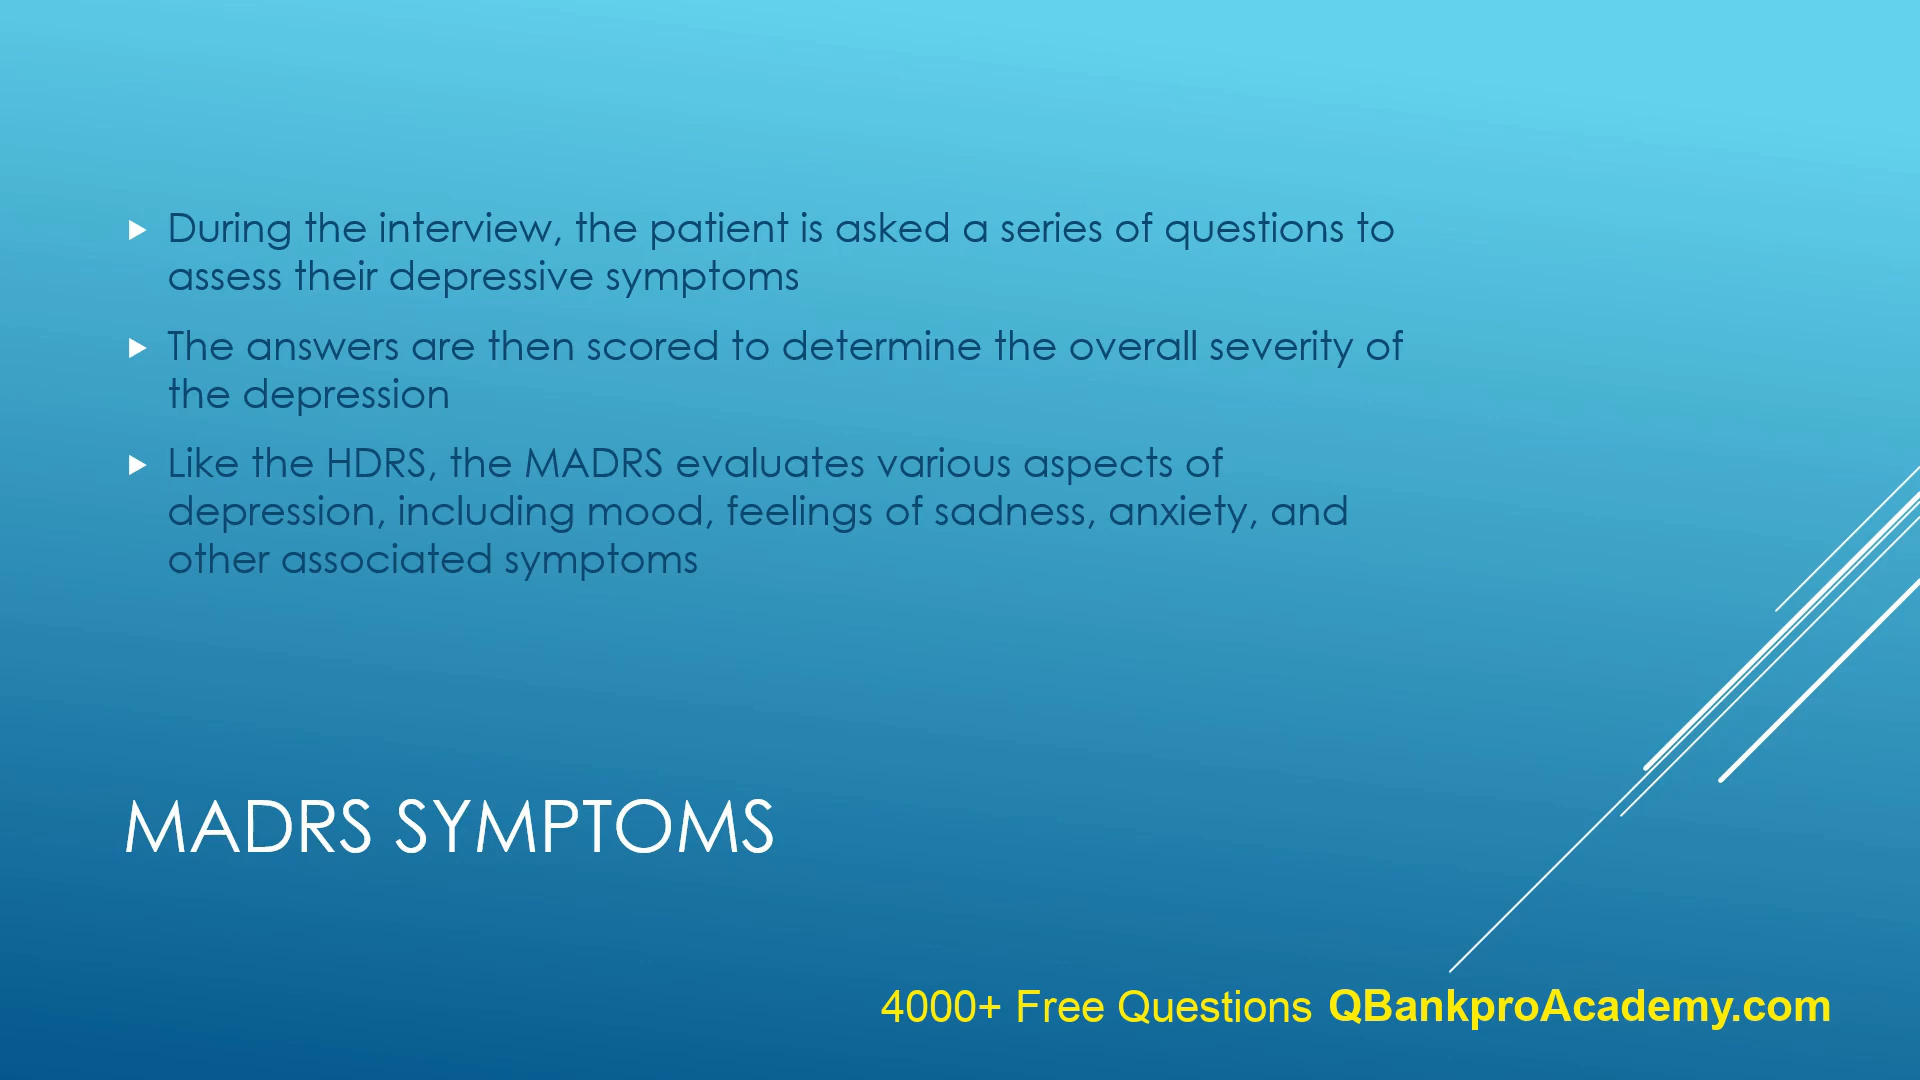 During the interview, the patient is asked a series of questions to
assess their depressive symptoms
The answers are then scored to determine the overall severity of
the depression
Like the HDRS, the MADRS evaluates various aspects of
depression, including mood, feelings of sadness, anxiety, and
other associated symptoms
MADRS SYMPTOMS
4000+ Free Questions QBankproAcademy.com